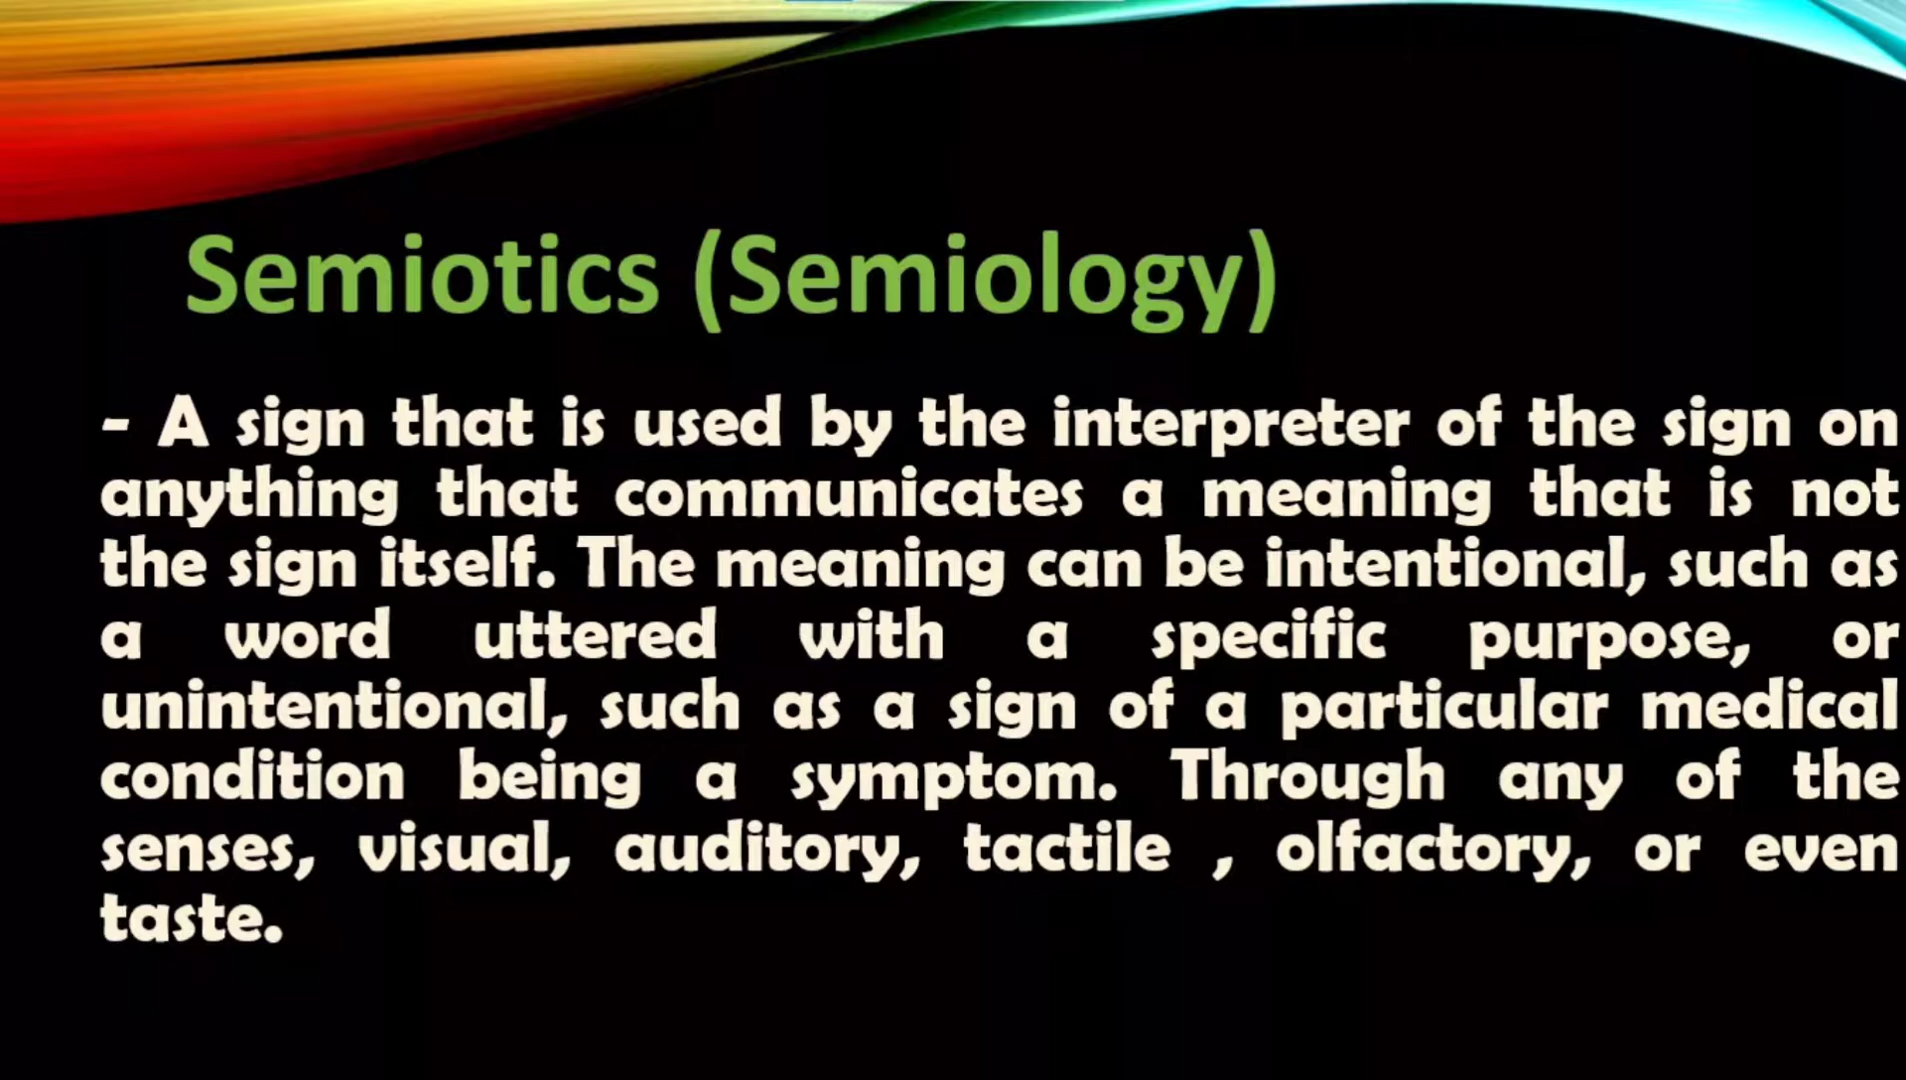 Semiotics (Semiology)
- A sign that is used by the interpreter of the sign on
anything that communicates a meaning that is not
the sign itself. The meaning can be intentional, such as
a word uttered with a specific purpose, or
unintentional, such as a sign of a particular medical
condition being a symptom. Through any of the
senses, visual, auditory, tactile , olfactory, or even
taste.